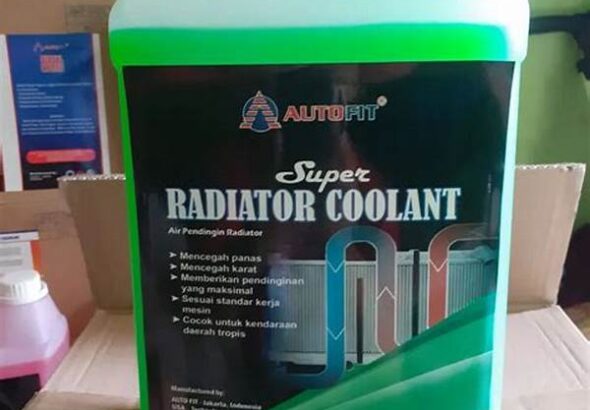 AUTOFIT®
Super
RADIATOR COOLANT
Air Pendingin Radiator
Mencegah panas
Mencegah karat
Memberikan pendinginan
yang maksimal
Sesuai standar kerja
mesin
Cocok untuk kendaraan
daerah tropis
Manufactured by:
AUTO FIT - Jakarta, Indonesia
AUTOFIT